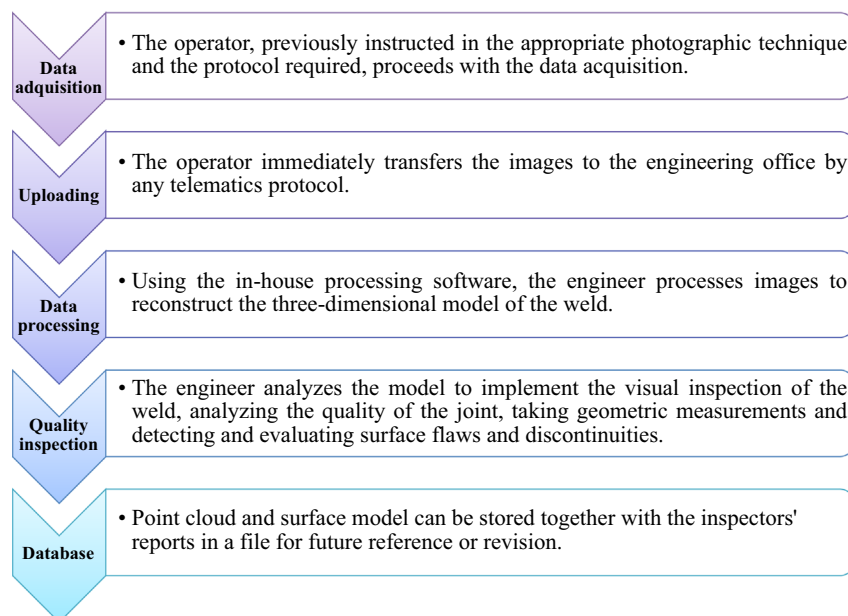 Data
adquisition
• The operator, previously instructed in the appropriate photographic technique
and the protocol required, proceeds with the data acquisition.
Uploading
• The operator immediately transfers the images to the engineering office by
any telematics protocol.
Data
processing
• Using the in-house processing software, the engineer processes images to
reconstruct the three-dimensional model of the weld.
Quality
inspection
• The engineer analyzes the model to implement the visual inspection of the
weld, analyzing the quality of the joint, taking geometric measurements and
detecting and evaluating surface flaws and discontinuities.
Database
• Point cloud and surface model can be stored together with the inspectors'
reports in a file for future reference or revision.